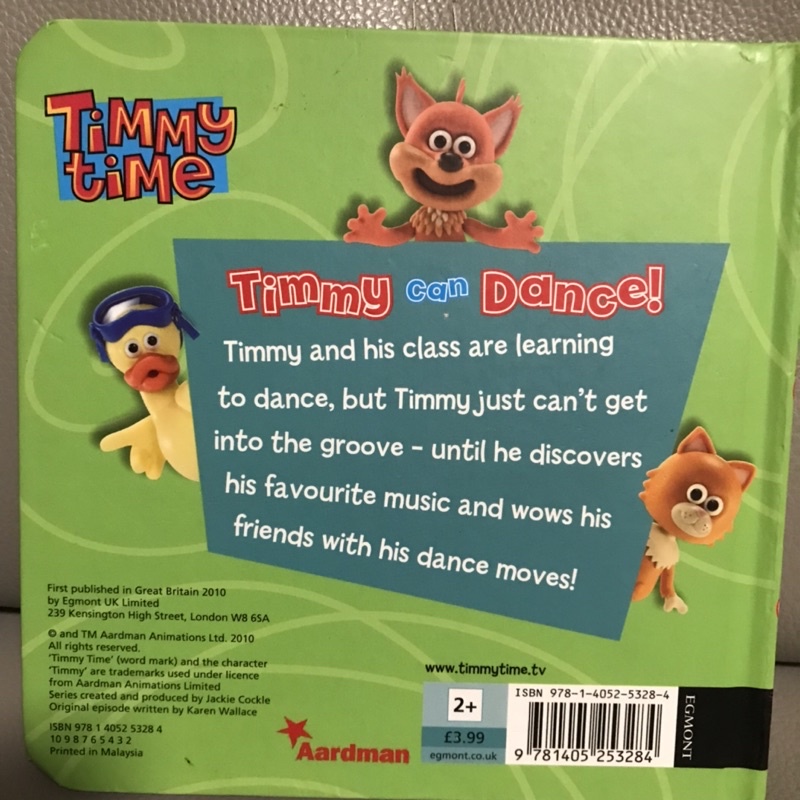 Timmy
time
Timmy can Dance!
Timmy and his class are learning
to dance, but Timmy just can't get
into the groove – until he discovers
his favourite music and wows his
friends with his dance moves!
First published in Great Britain 2010
by Egmont UK Limited
239 Kensington High Street, London W8 6SA
© and TM Aardman Animations Ltd. 2010
All rights reserved.
'Timmy Time' (word mark) and the character
'Timmy' are trademarks used under licence
from Aardman Animations Limited
Series created and produced by Jackie Cockle
Original episode written by Karen Wallace
ISBN 978 1 4052 5328 4
10 9 8 7 6 5 4 3 2
Printed in Malaysia
Aardman
www.timmytime.tv
2+
£3.99
egmont.co.uk
ISBN 978-1-4052-5328-4
9 781405 253284
EGMONT